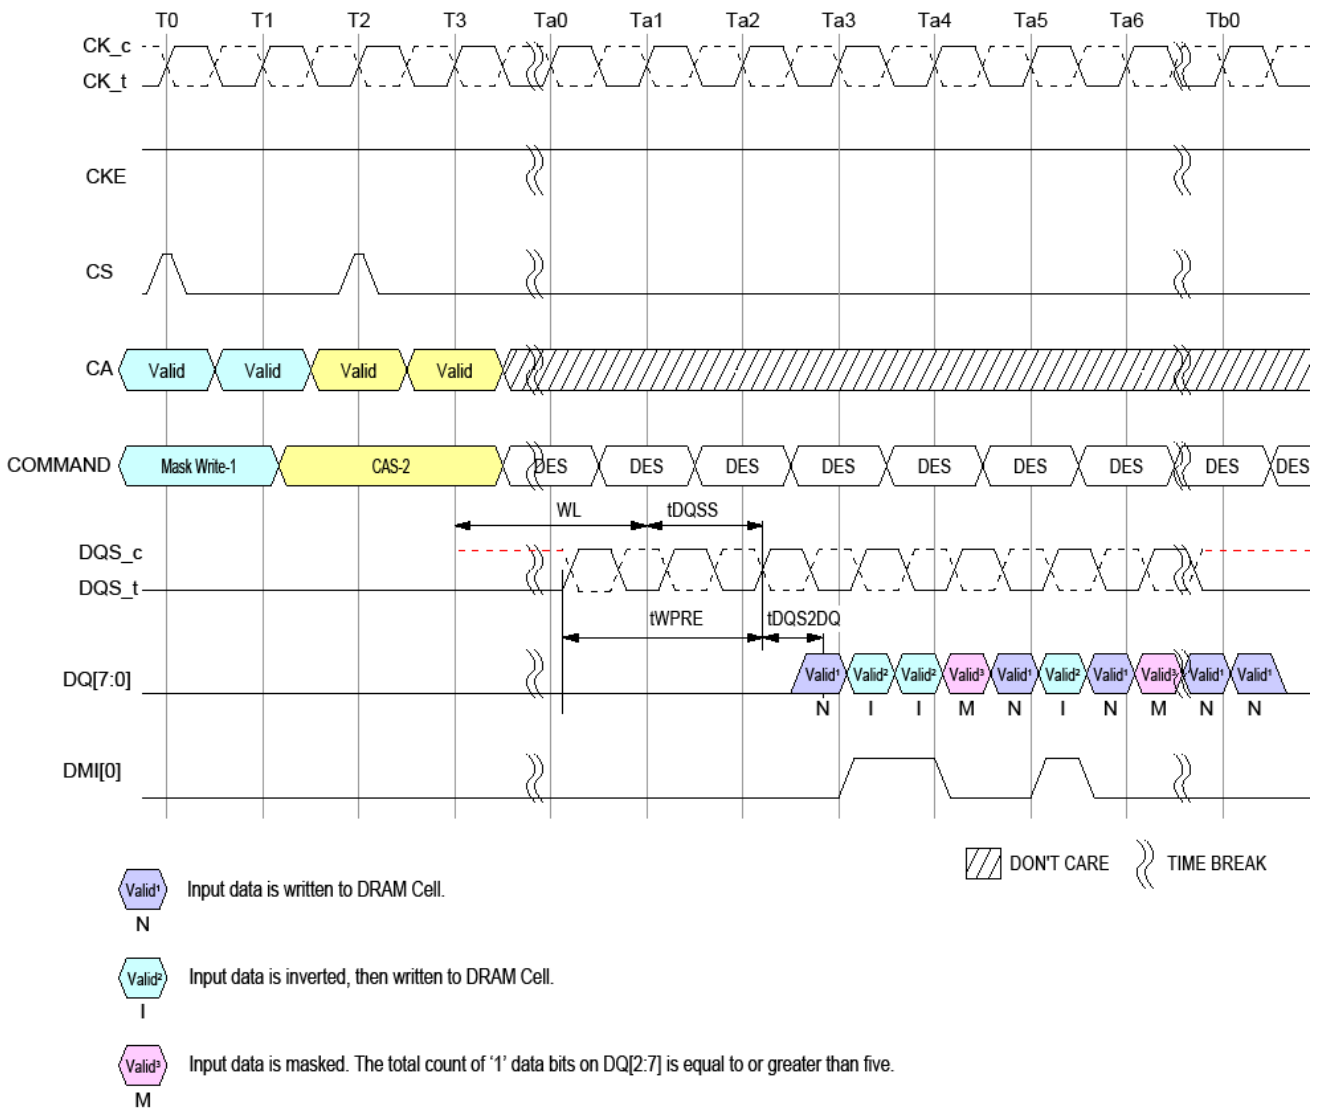 T0 T1 T2 T3 Ta0 Ta1 Ta2 Ta3 Ta4 Ta5 Ta6 Tb0
CK_c
CK_t
CKE
CS
CA Valid Valid Valid Valid
COMMAND Mask Write-1 CAS-2 DES DES DES DES DES DES DES DES DES
WL tDQSS
DQS_c
DQS_t
tWPRE tDQS2DQ
DQ[7:0] Valid¹ Valid² Valid² Valid³ Valid¹ Valid² Valid¹ Valid³ Valid¹ Valid¹
N I I M N I N M N N
DMI[0]
DON'T CARE TIME BREAK
Valid¹ Input data is written to DRAM Cell.
N
Valid² Input data is inverted, then written to DRAM Cell.
I
Valid³ Input data is masked. The total count of ‘1’ data bits on DQ[2:7] is equal to or greater than five.
M